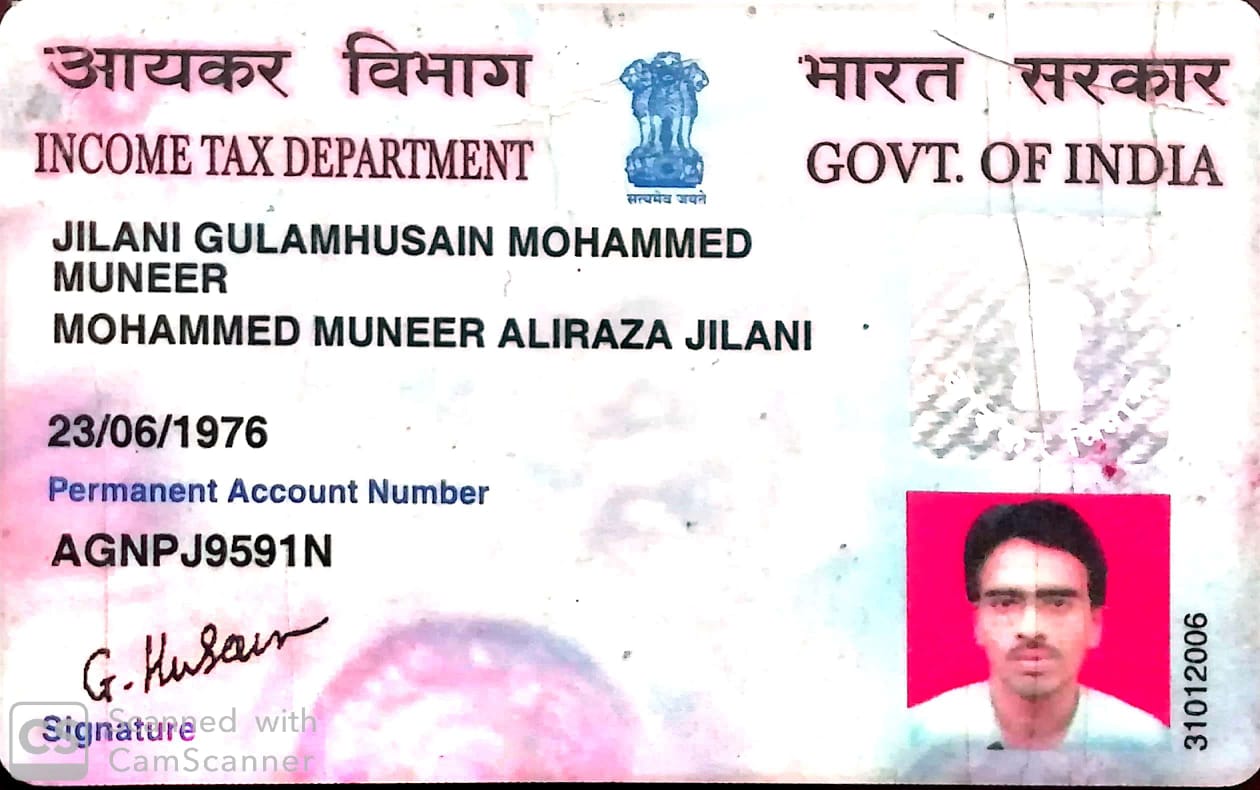 आयकर विभाग
भारत सरकार
INCOME TAX DEPARTMENT
GOVT. OF INDIA
सत्यमेव जयते
JILANI GULAMHUSAIN MOHAMMED
MUNEER
MOHAMMED MUNEER ALIRAZA JILANI
23/06/1976
Permanent Account Number
AGNPJ9591N
G. Husain
Signature
31012006
CS
Scanned with
CamScanner